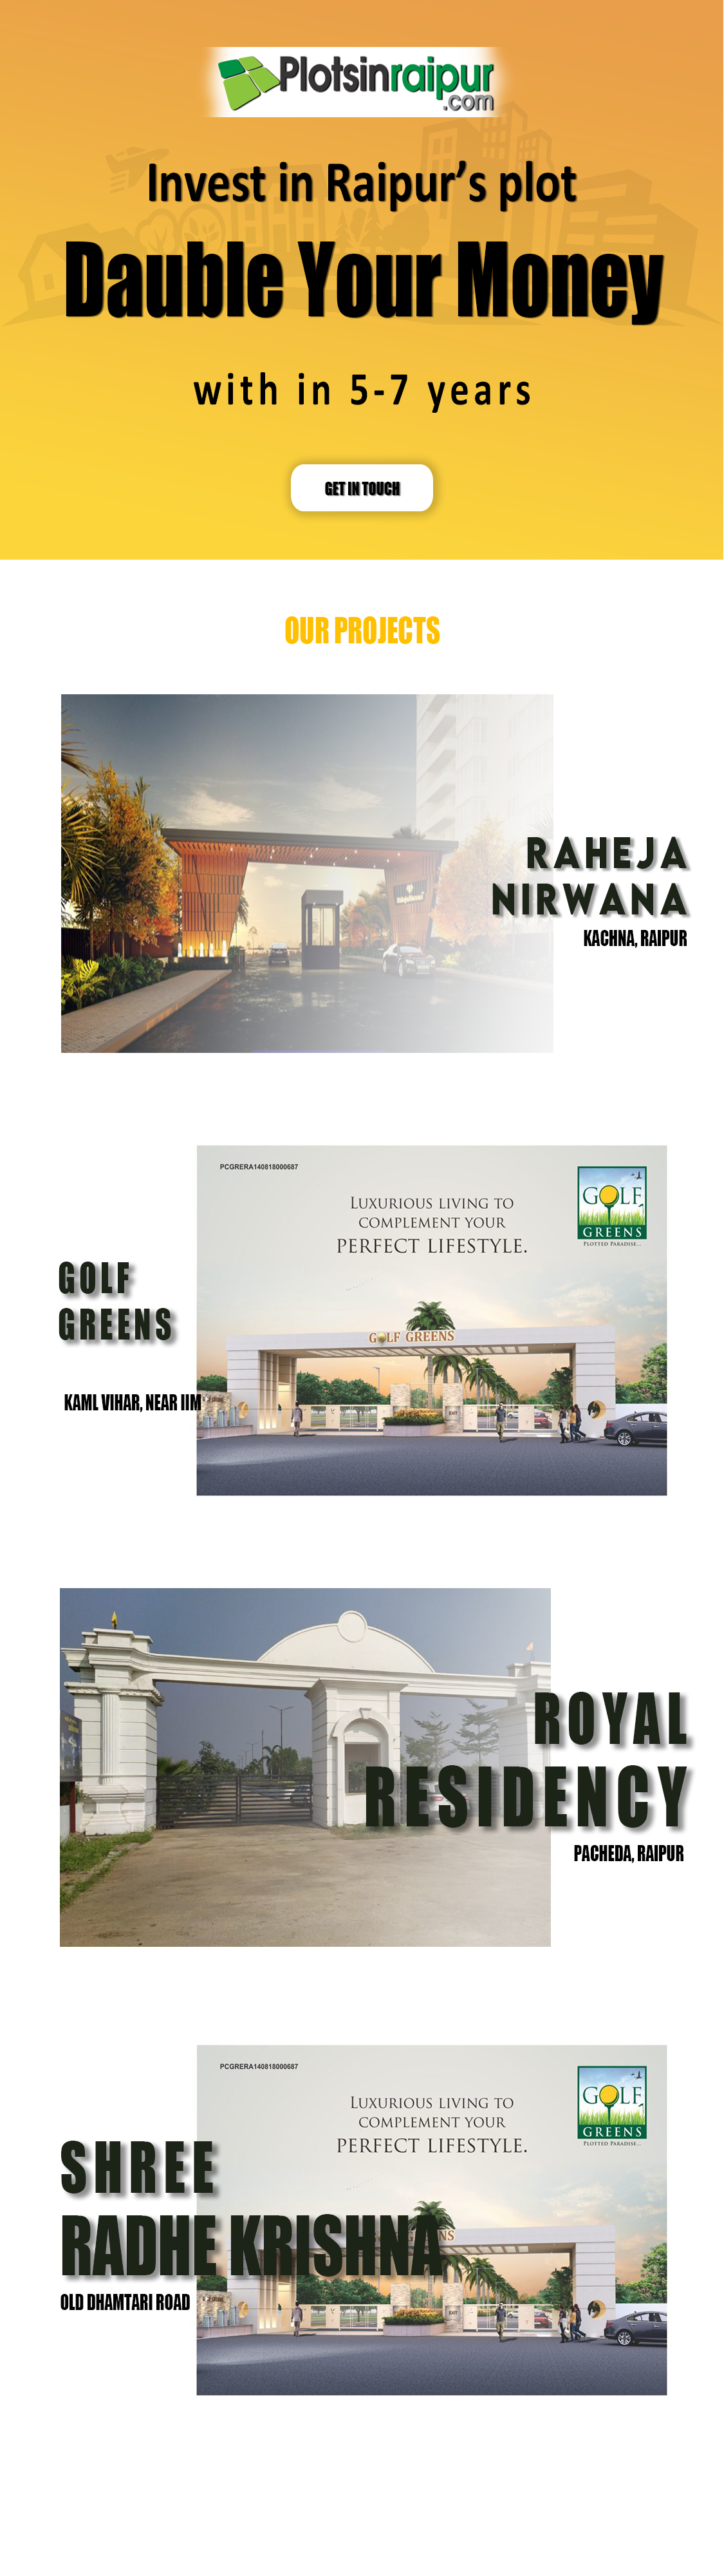 Plotsinraipur
.com
Invest in Raipur's plot
Dauble Your Money
with in 5-7 years
GET IN TOUCH
OUR PROJECTS
RAHEJA
NIRWANA
KACHNA, RAIPUR
PCGRERA140818000687
LUXURIOUS LIVING TO
COMPLEMENT YOUR
PERFECT LIFESTYLE.
GOLF
GREENS
PLOTTED PARADISE...
GOLF GREENS
GOLF
GREENS
KAML VIHAR, NEAR IIM
ROYAL
RESIDENCY
PACHEDA, RAIPUR
PCGRERA140818000687
LUXURIOUS LIVING TO
COMPLEMENT YOUR
PERFECT LIFESTYLE.
GOLF
GREENS
PLOTTED PARADISE...
SHREE
RADHE KRISHNA
OLD DHAMTARI ROAD